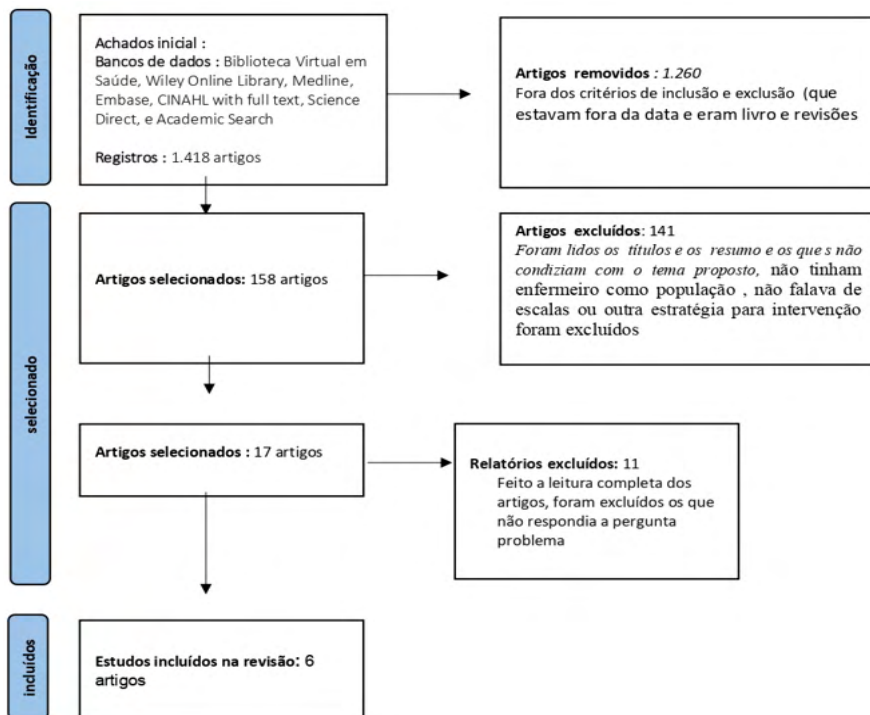 Identificação
Achados inicial :
Bancos de dados : Biblioteca Virtual em
Saúde, Wiley Online Library, Medline,
Embase, CINAHL with full text, Science
Direct, e Academic Search
Registros : 1.418 artigos
Artigos removidos : 1.260
Fora dos critérios de inclusão e exclusão (que
estavam fora da data e eram livro e revisões
selecionado
Artigos selecionados: 158 artigos
Artigos excluídos: 141
Foram lidos os títulos e os resumo e os que s não
condiziam com o tema proposto, não tinham
enfermeiro como população , não falava de
escalas ou outra estratégia para intervenção
foram excluídos
Artigos selecionados : 17 artigos
Relatórios excluídos: 11
Feito a leitura completa dos
artigos, foram excluídos os que
não respondia a pergunta
problema
incluídos
Estudos incluídos na revisão: 6
artigos